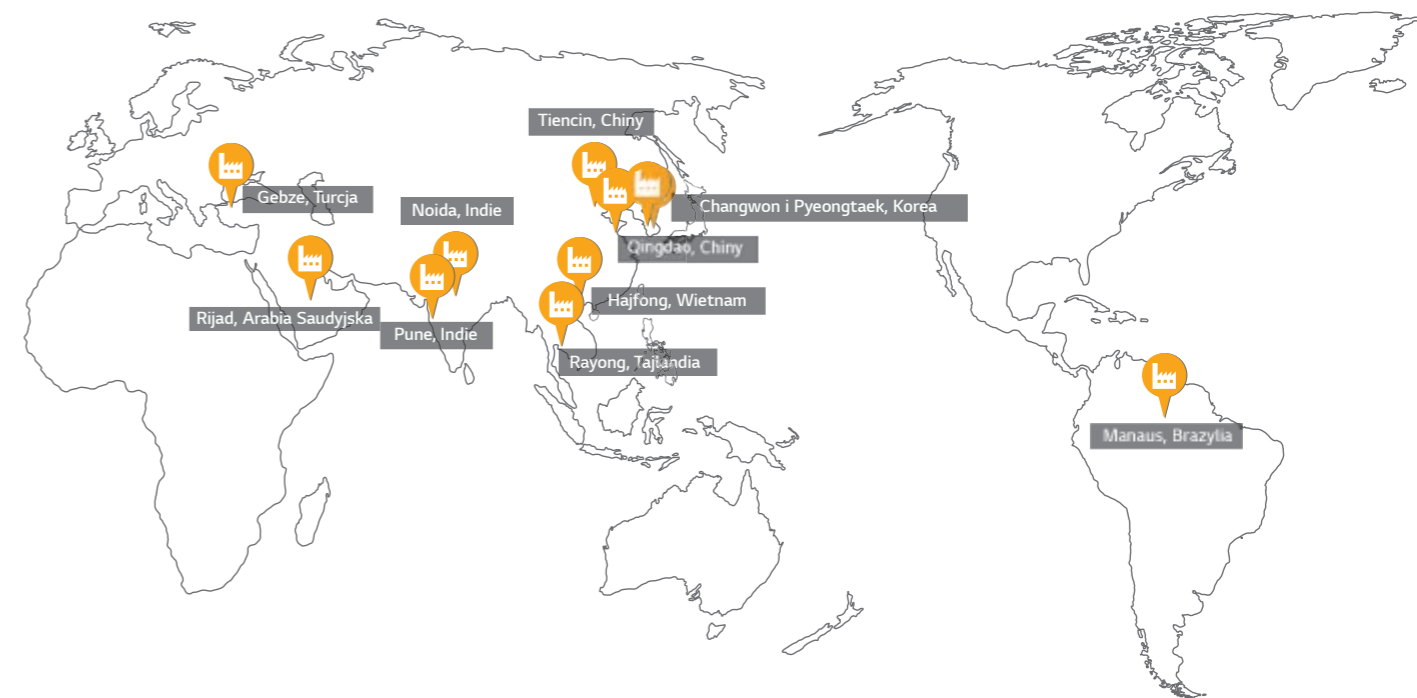 Tiencin, Chiny
Gebze, Turcja
Noida, Indie
Changwon i Pyeongtaek, Korea
Qingdao, Chiny
Hajfong, Wietnam
Rijad, Arabia Saudyjska
Pune, Indie
Rayong, Tajlandia
Manaus, Brazylia